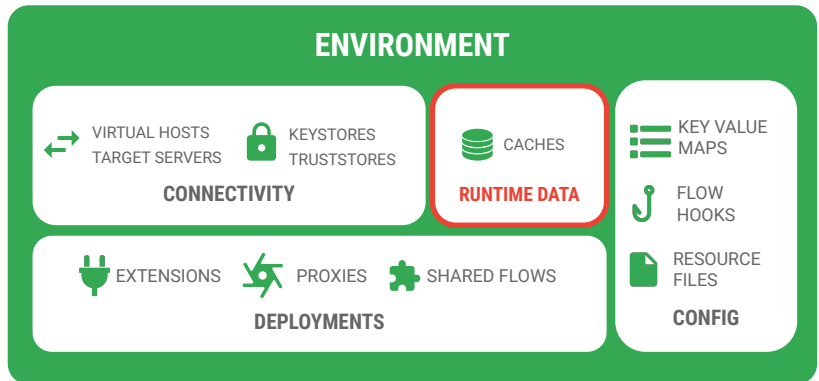 ENVIRONMENT
VIRTUAL HOSTS
TARGET SERVERS
KEYSTORES
TRUSTSTORES
CONNECTIVITY
CACHES
RUNTIME DATA
KEY VALUE
MAPS
FLOW
HOOKS
RESOURCE
FILES
CONFIG
EXTENSIONS
PROXIES
SHARED FLOWS
DEPLOYMENTS